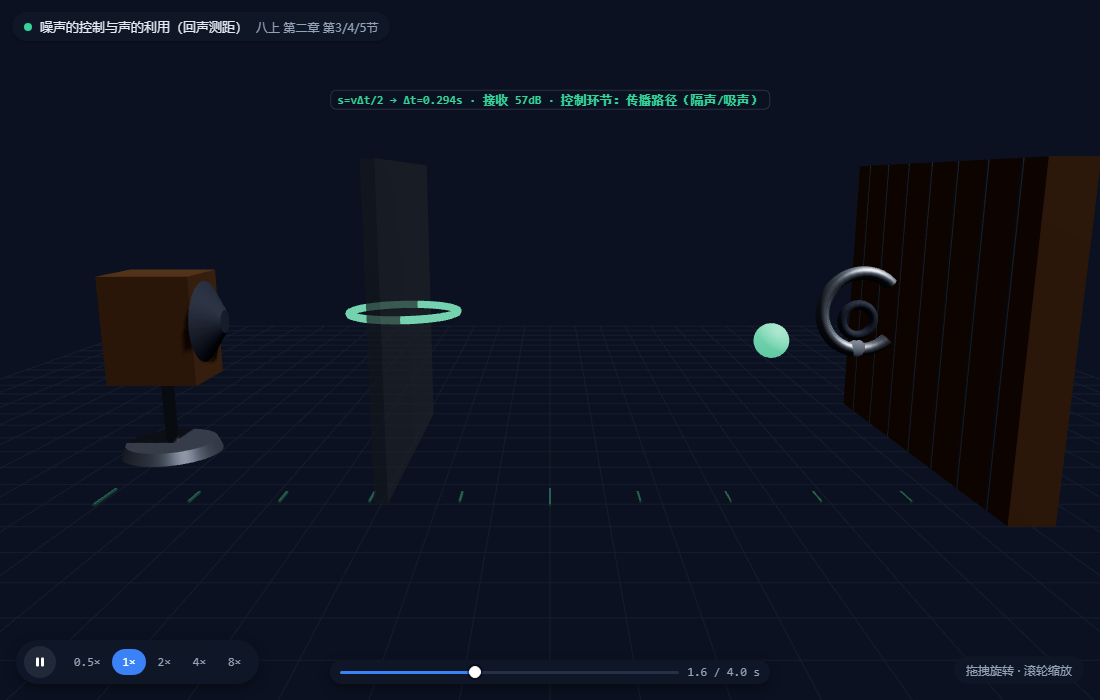 噪声的控制与声的利用（回声测距） 八上 第二章 第3/4/5节
s=vΔt/2 → Δt=0.294s · 接收 57dB · 控制环节: 传播路径（隔声/吸声）
0.5× 1× 2× 4× 8×
1.6 / 4.0 s
拖拽旋转 · 滚轮缩放